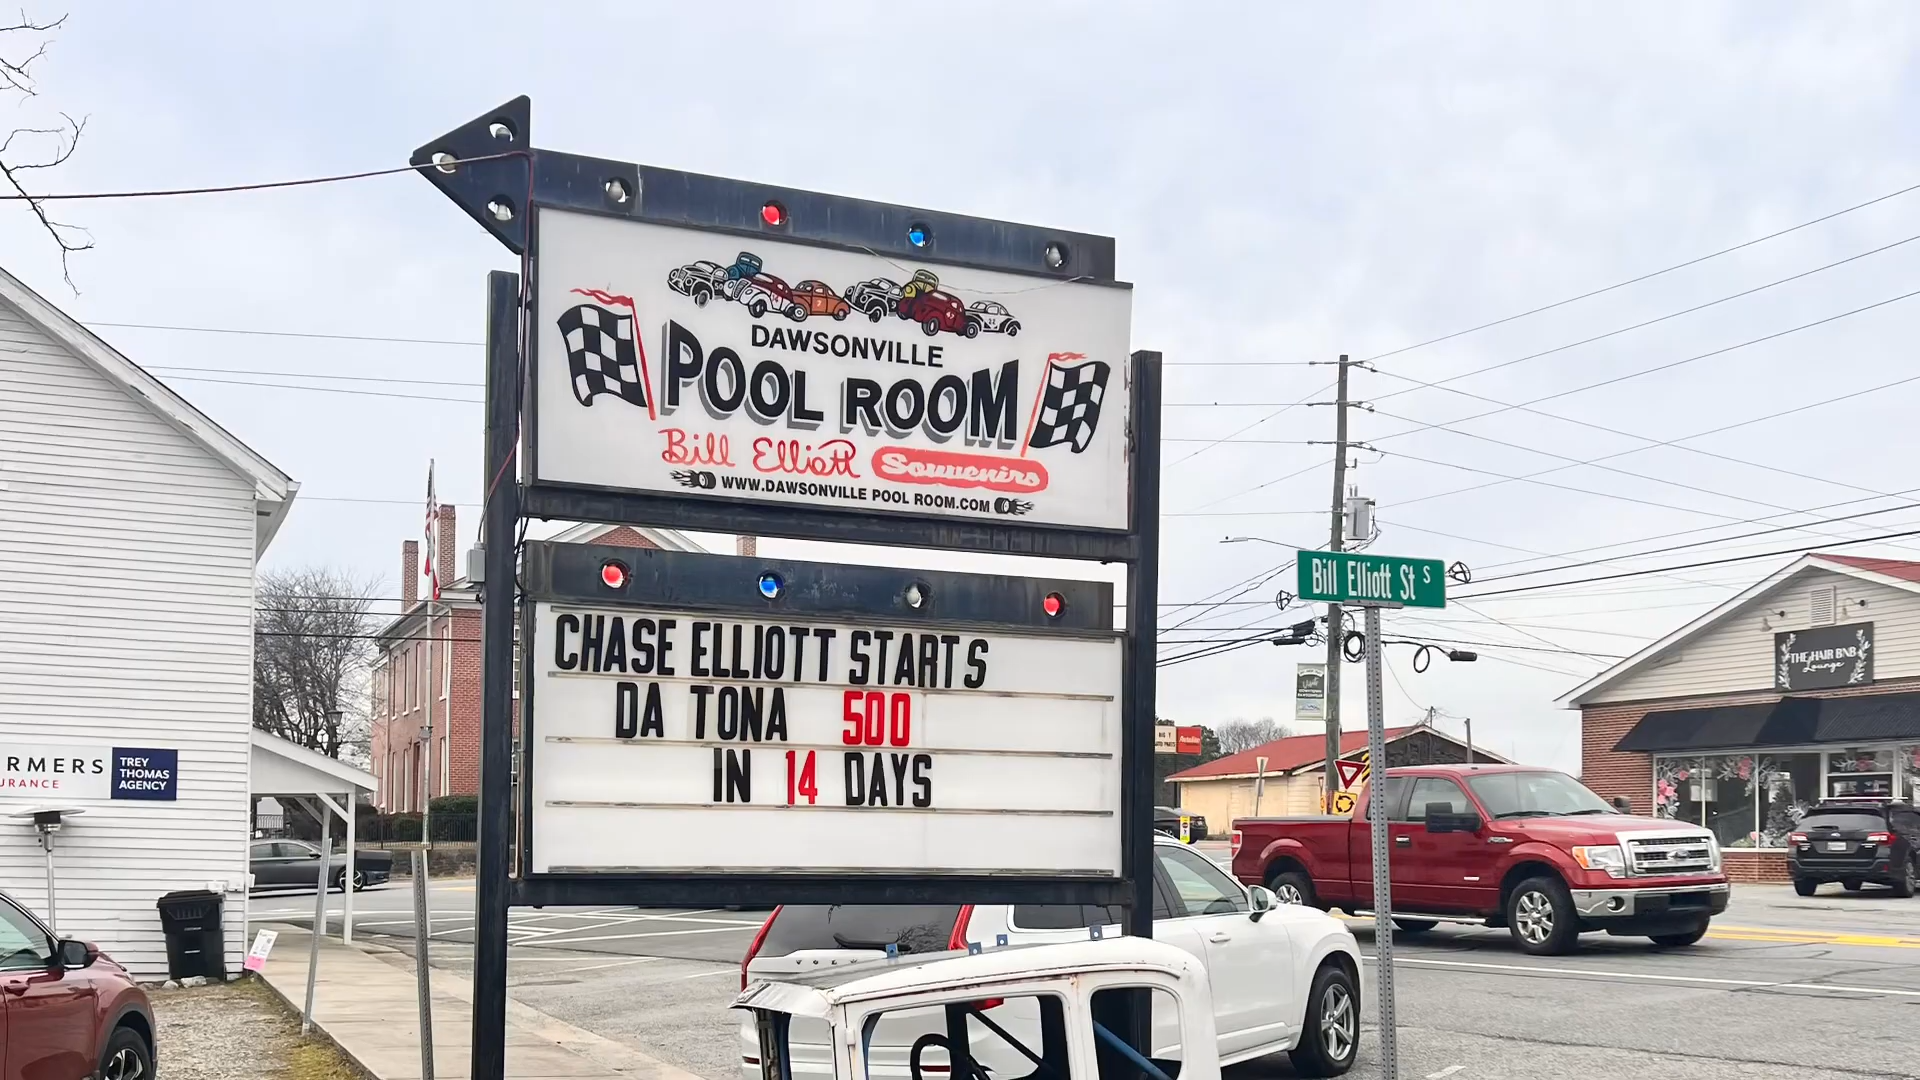 DAWSONVILLE
POOL ROOM
Bill Elliott Souvenirs
WWW.DAWSONVILLE POOL ROOM.COM
CHASE ELLIOTT STARTS
DA TONA 500
IN 14 DAYS
Bill Elliott St S
THE HAIR BNB
Lounge
RMERS
URANCE
TREY
THOMAS
AGENCY